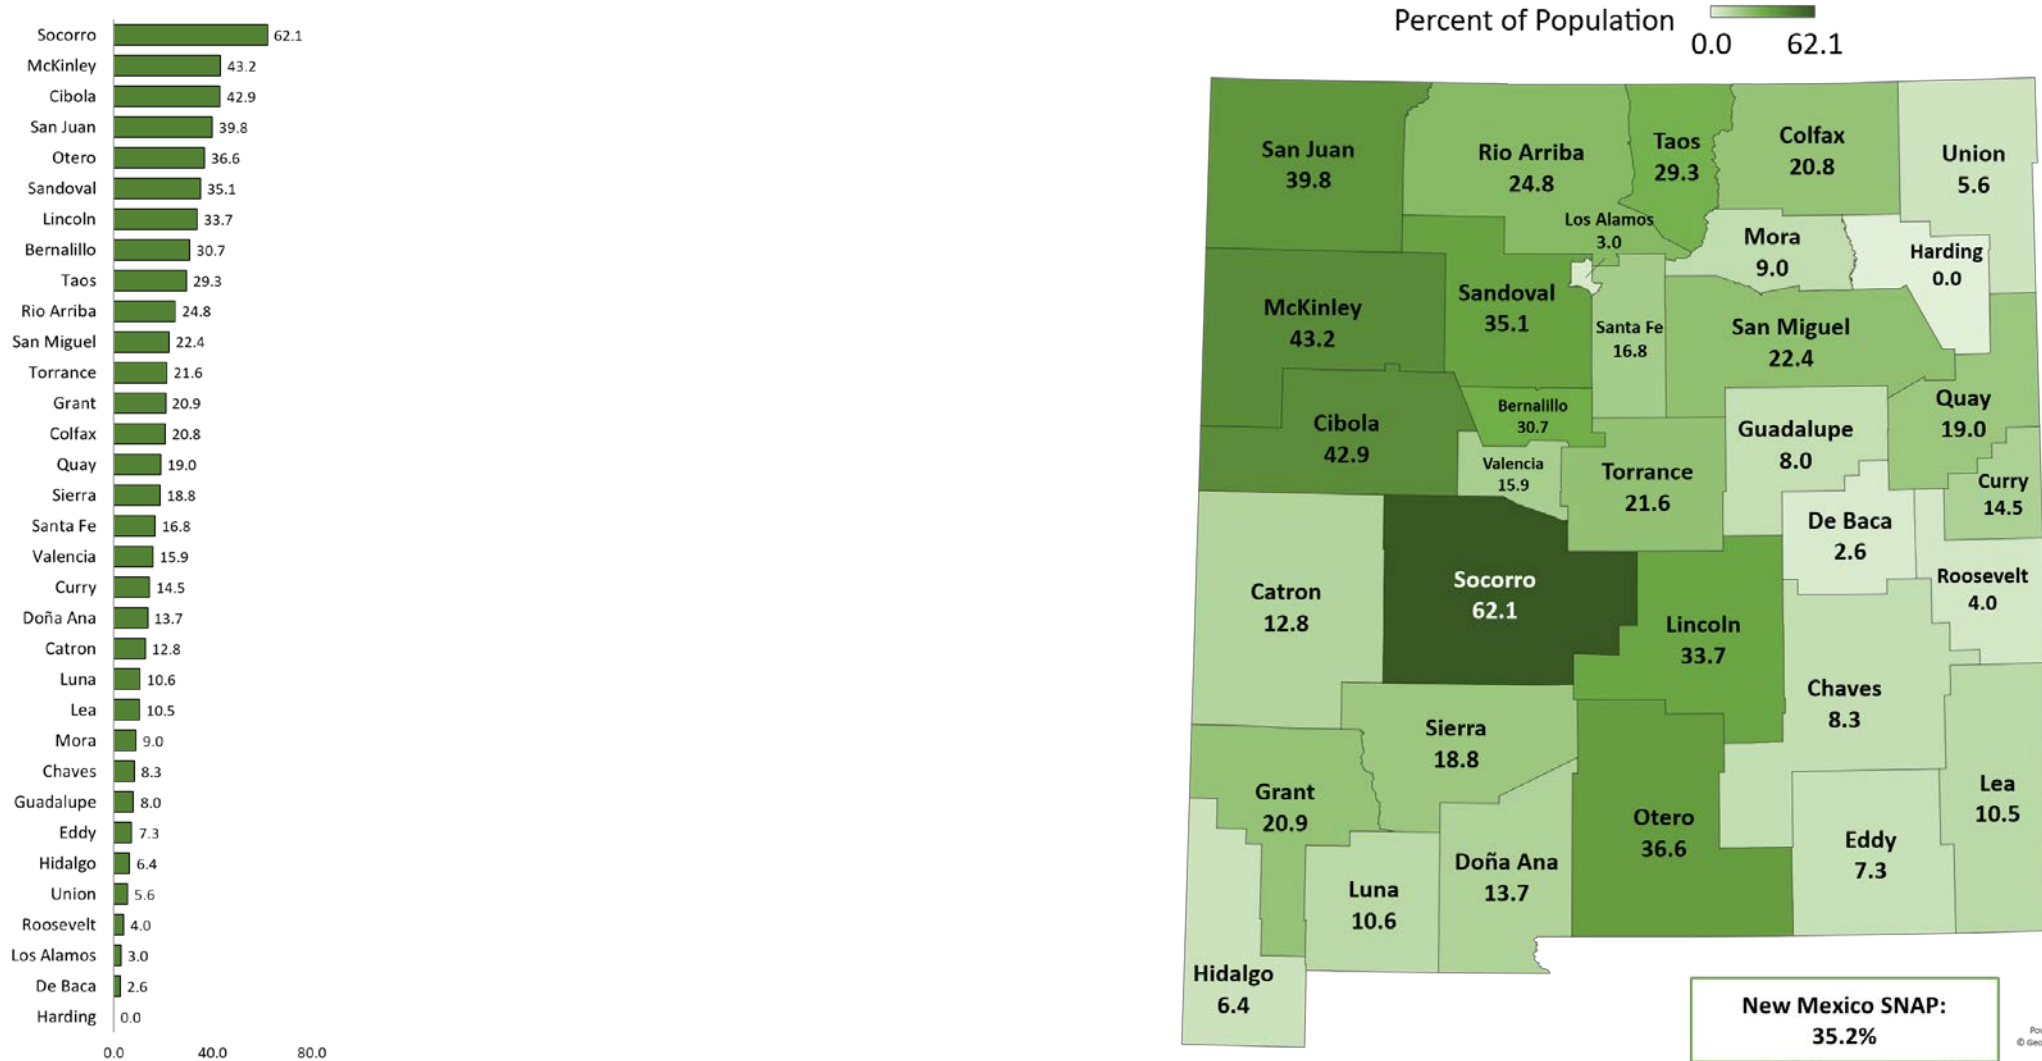 Socorro 62.1
McKinley 43.2
Cibola 42.9
San Juan 39.8
Otero 36.6
Sandoval 35.1
Lincoln 33.7
Bernalillo 30.7
Taos 29.3
Rio Arriba 24.8
San Miguel 22.4
Torrance 21.6
Grant 20.9
Colfax 20.8
Quay 19.0
Sierra 18.8
Santa Fe 16.8
Valencia 15.9
Curry 14.5
Doña Ana 13.7
Catron 12.8
Luna 10.6
Lea 10.5
Mora 9.0
Chaves 8.3
Guadalupe 8.0
Eddy 7.3
Hidalgo 6.4
Union 5.6
Roosevelt 4.0
Los Alamos 3.0
De Baca 2.6
Harding 0.0
0.0 40.0 80.0
Percent of Population
0.0 62.1
San Juan
39.8
Rio Arriba
24.8
Taos
29.3
Colfax
20.8
Union
5.6
Los Alamos
3.0
Mora
9.0
Harding
0.0
McKinley
43.2
Sandoval
35.1
Santa Fe
16.8
San Miguel
22.4
Quay
19.0
Cibola
42.9
Bernalillo
30.7
Valencia
15.9
Torrance
21.6
Guadalupe
8.0
Curry
14.5
De Baca
2.6
Roosevelt
4.0
Catron
12.8
Socorro
62.1
Lincoln
33.7
Chaves
8.3
Sierra
18.8
Grant
20.9
Otero
36.6
Lea
10.5
Eddy
7.3
Doña Ana
13.7
Luna
10.6
Hidalgo
6.4
New Mexico SNAP:
35.2%